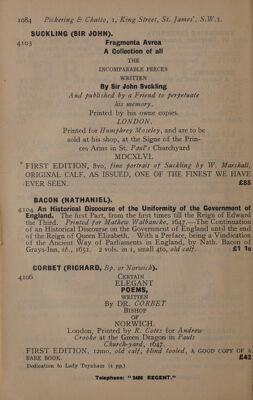 1084 Pickering & Chatto, 1, King Street, St. James', S.W.1.
SUCKLING (SIR JOHN).
4103 Fragmenta Avrea
A Collection of all
THE
INCOMPARABLE PEECES
WRITTEN
By Sir John Svckling
And published by a Friend to perpetuate
his memory.
Printed by his owne copies.
LONDON,
Printed for Humphrey Moseley, and are to be
sold at his shop, at the Signe of the Prin-
ces Arms in St. Paul's Churchyard
MDCXLVI.
FIRST EDITION, 8vo, fine portrait of Suckling by W. Marshall,
ORIGINAL CALF, AS ISSUED, ONE OF THE FINEST WE HAVE
EVER SEEN. £85
BACON (NATHANIEL).
4104 An Historical Discourse of the Uniformity of the Government of
England. The first Part, from the first times till the Reign of Edward
the Third. Printed for Mathew Walbancke, 1647.—The Continuation
of an Historical Discourse on the Government of England until the end
of the Reign of Queen Elizabeth. With a Preface, being a Vindication
of the Ancient Way of Parliaments in England, by Nath. Bacon of
Grays-Inn, ib., 1651. 2 vols. in 1, small 4to, old calf. £1 1s
CORBET (RICHARD, Bp. or Norwich).
4106 CERTAIN
ELEGANT
POEMS,
WRITTEN
By DR. CORBET
BISHOP
OF
NORWICH.
London, Printed by R. Cotes for Andrew
Crooke at the Green Dragon in Pauls
Church-yard, 1647.
FIRST EDITION, 12mo, old calf, blind tooled, A GOOD COPY OF A
RARE BOOK. £42
Dedication to Lady Teynham (2 pp.)
Telephone: "3486 REGENT."